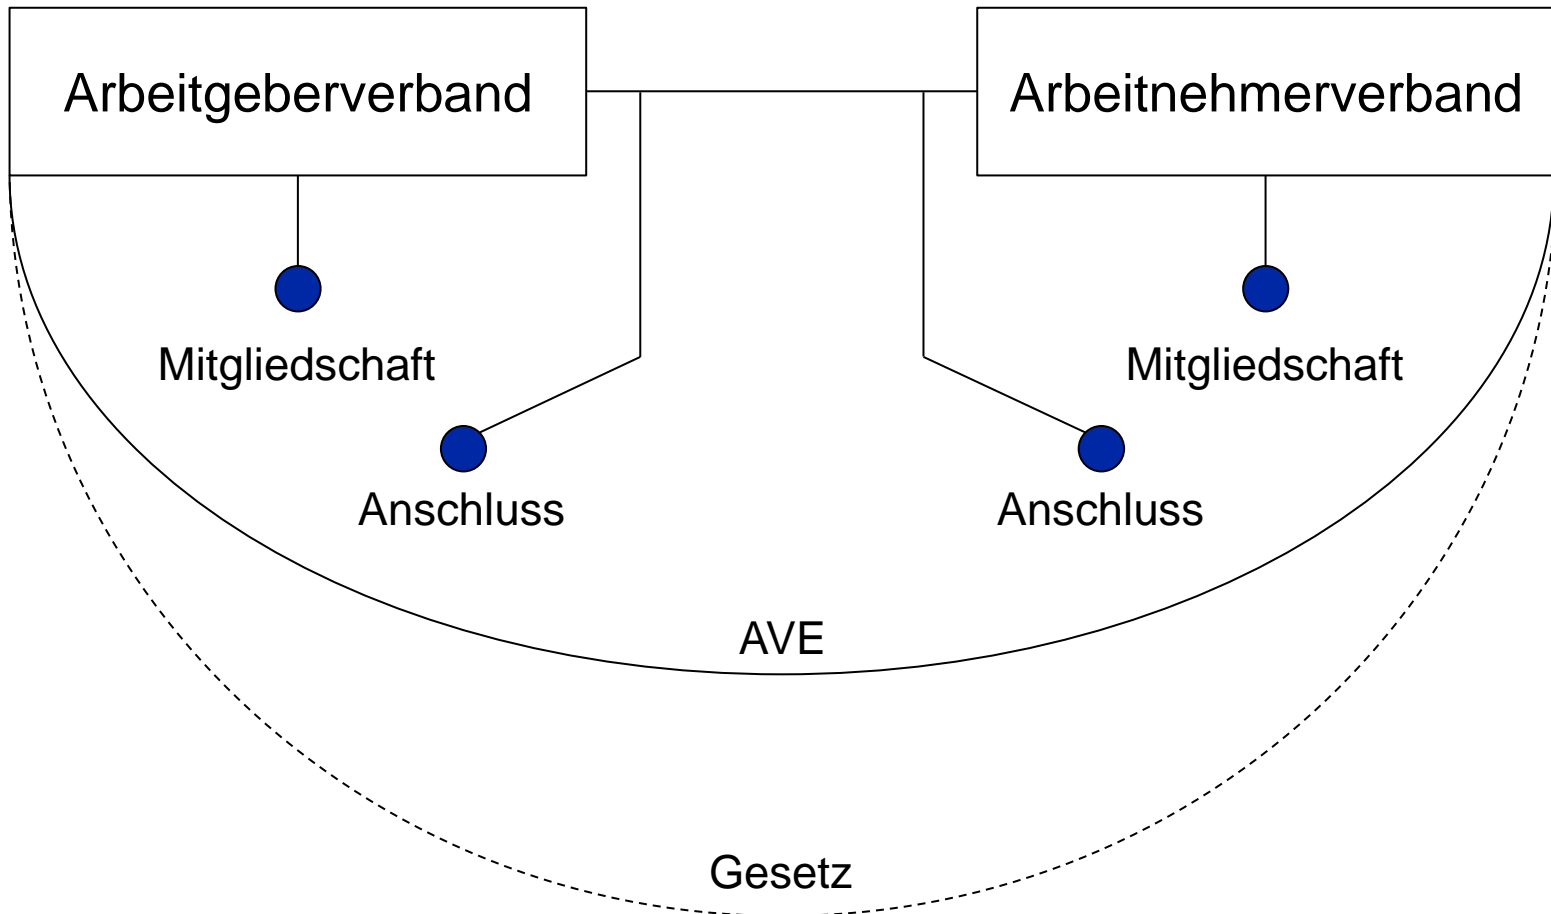 Arbeitgeberverband
Arbeitnehmerverband
Mitgliedschaft
Mitgliedschaft
Anschluss
Anschluss
AVE
Gesetz